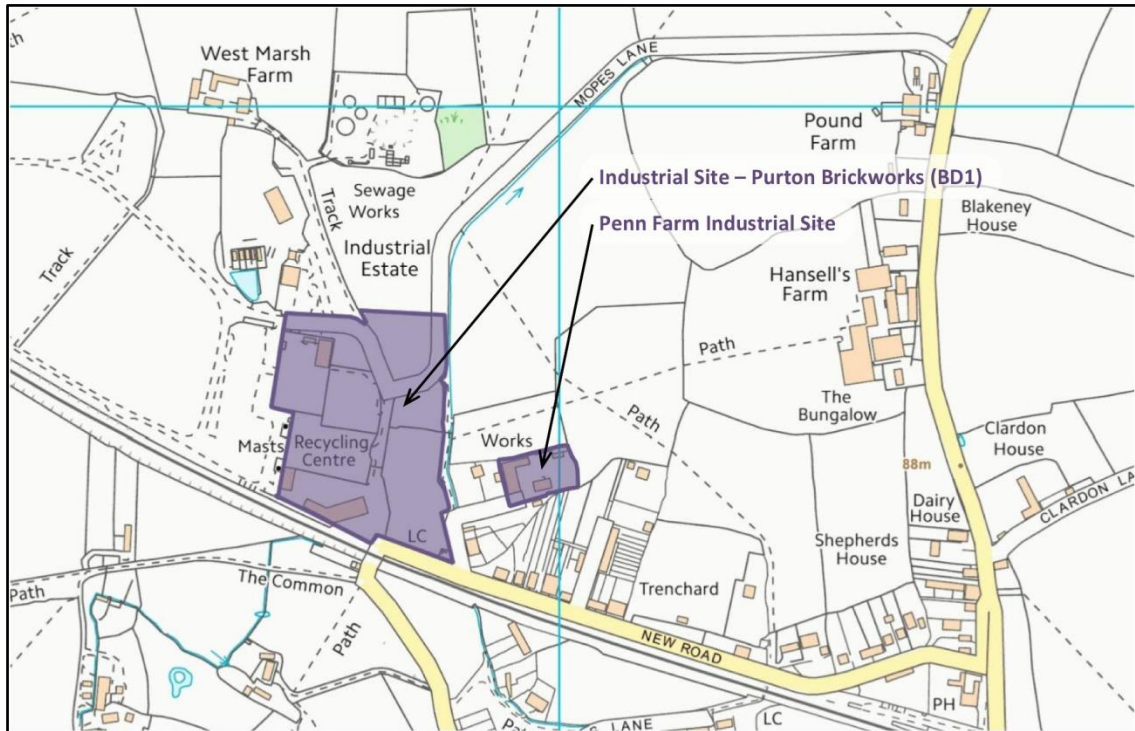 th
West Marsh
Farm
MOPES LANE
Pound
Farm
Industrial Site – Purton Brickworks (BD1)
Track
Sewage
Works
Blakeney
House
Penn Farm Industrial Site
Track
Industrial
Estate
Hansell's
Farm
Path
The
Bungalow
Path
Works
Clardon
House
Masts
Recycling
Centre
88m
Dairy
House
CLARDON LA
LC
Shepherds
House
The Common
Path
Trenchard
Path
NEW ROAD
PH
Pa
LANE
LC